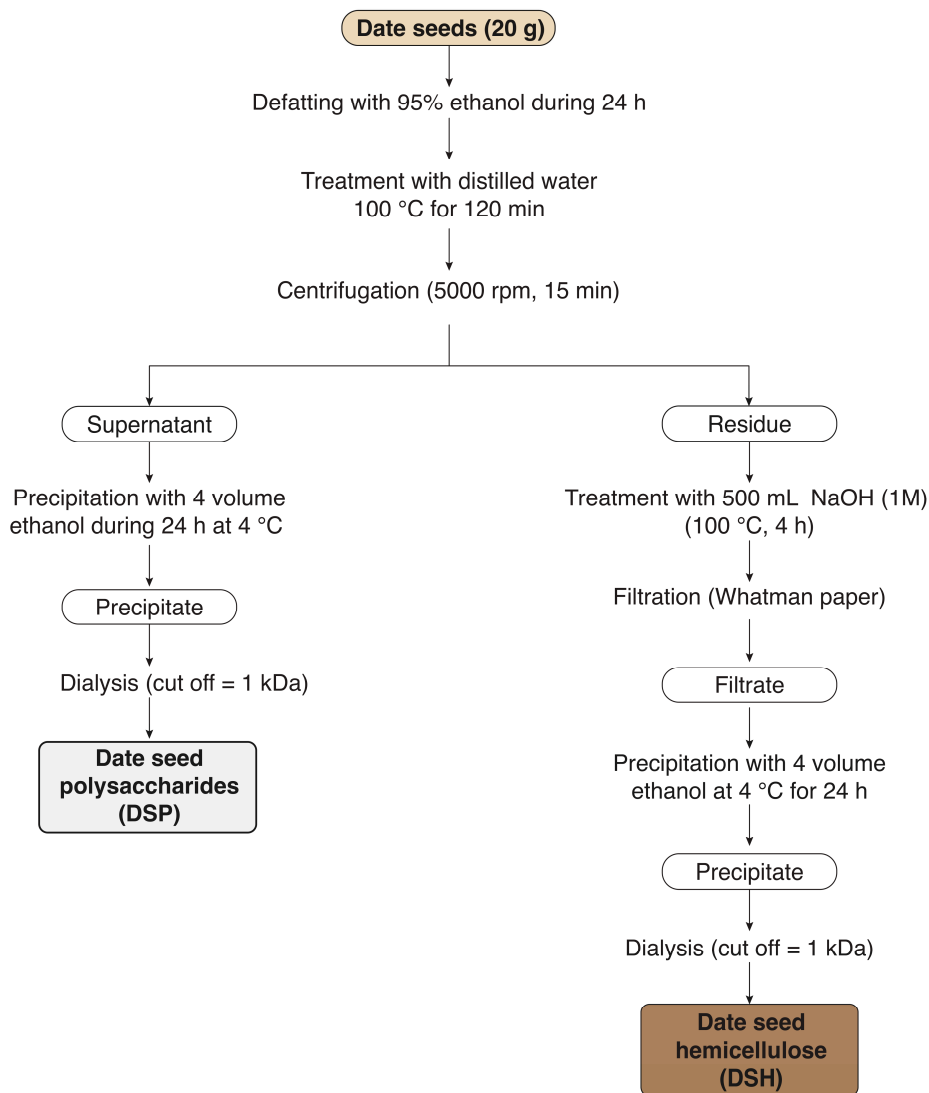 Date seeds (20 g)
Defatting with 95% ethanol during 24 h
Treatment with distilled water
100 °C for 120 min
Centrifugation (5000 rpm, 15 min)
Supernatant
Precipitation with 4 volume
ethanol during 24 h at 4 °C
Precipitate
Dialysis (cut off = 1 kDa)
Date seed
polysaccharides
(DSP)
Residue
Treatment with 500 mL NaOH (1M)
(100 °C, 4 h)
Filtration (Whatman paper)
Filtrate
Precipitation with 4 volume
ethanol at 4 °C for 24 h
Precipitate
Dialysis (cut off = 1 kDa)
Date seed
hemicellulose
(DSH)